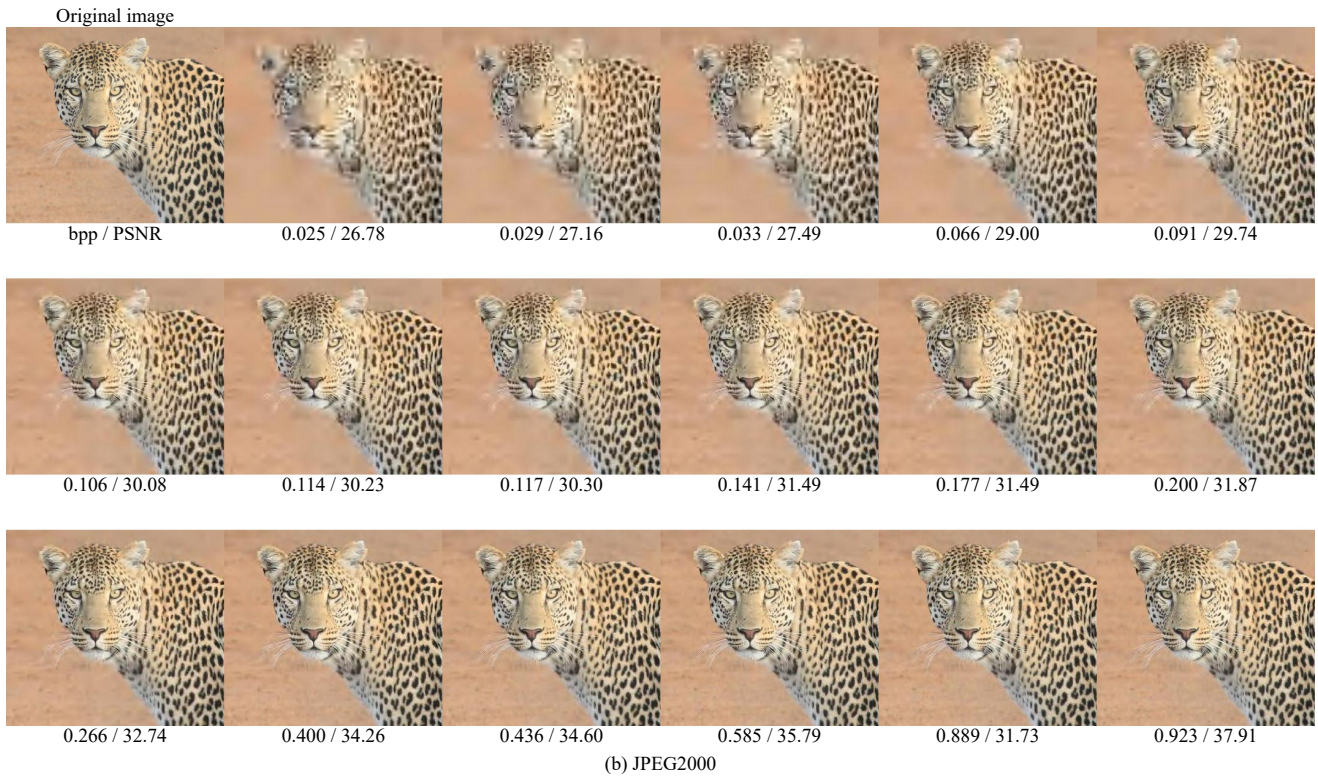 Original image
bpp / PSNR 0.025 / 26.78 0.029 / 27.16 0.033 / 27.49 0.066 / 29.00 0.091 / 29.74
0.106 / 30.08 0.114 / 30.23 0.117 / 30.30 0.141 / 31.49 0.177 / 31.49 0.200 / 31.87
0.266 / 32.74 0.400 / 34.26 0.436 / 34.60 0.585 / 35.79 0.889 / 31.73 0.923 / 37.91
(b) JPEG2000